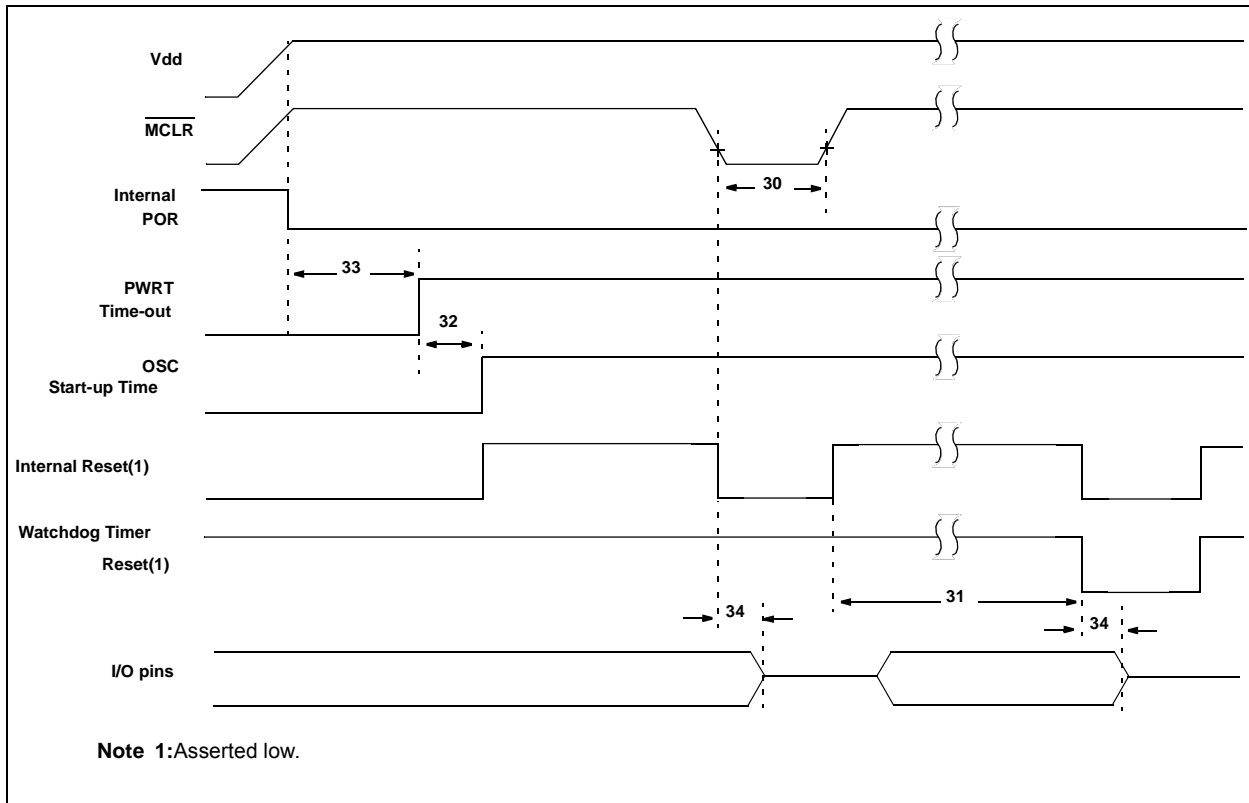 Vdd
MCLR
30
Internal
POR
33
PWRT
Time-out
32
OSC
Start-up Time
Internal Reset(1)
Watchdog Timer
Reset(1)
31
34
34
I/O pins
Note 1:Asserted low.